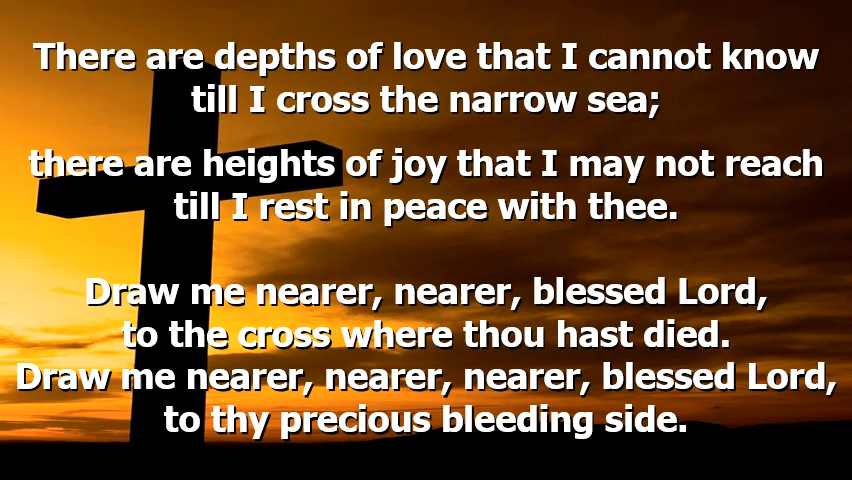 There are depths of love that I cannot know
till I cross the narrow sea;
there are heights of joy that I may not reach
till I rest in peace with thee.
Draw me nearer, nearer, blessed Lord,
to the cross where thou hast died.
Draw me nearer, nearer, nearer, blessed Lord,
to thy precious bleeding side.